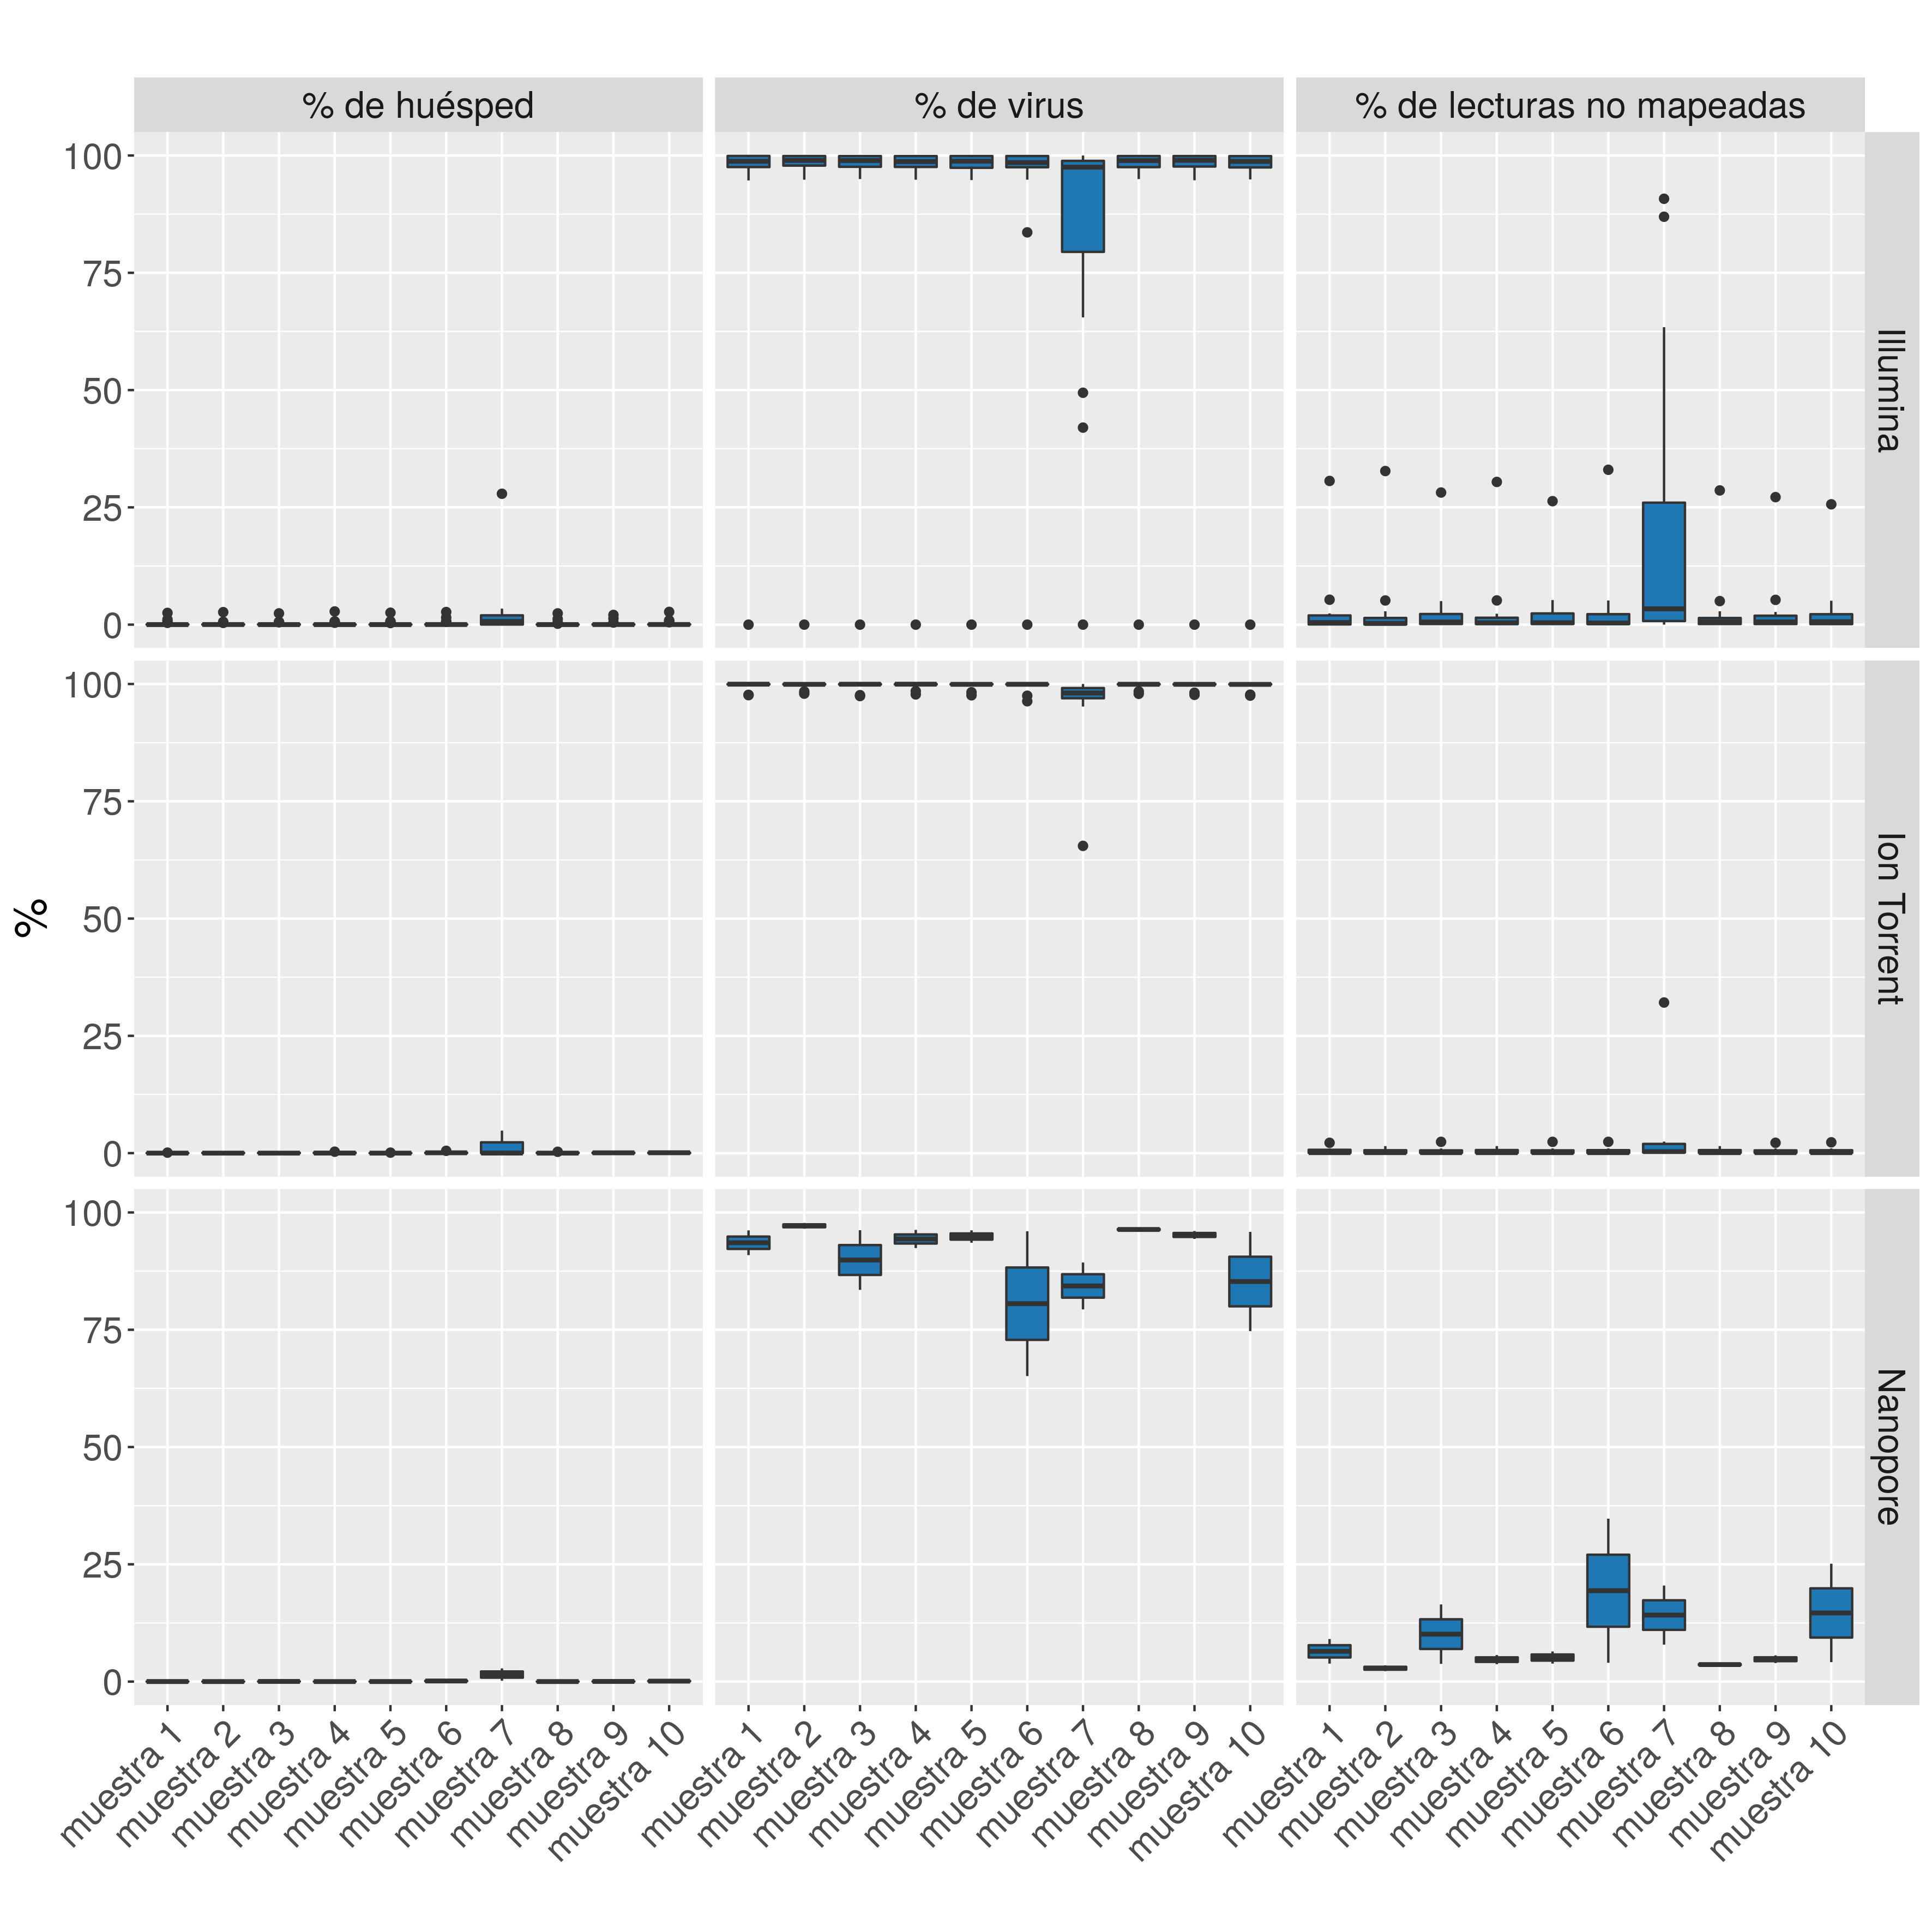 % de huésped
% de virus
% de lecturas no mapeadas
100
75
50
25
0
Illumina
100
75
50
25
0
Ion Torrent
%
100
75
50
25
0
Nanopore
muestra 1
muestra 2
muestra 3
muestra 4
muestra 5
muestra 6
muestra 7
muestra 8
muestra 9
muestra 10
muestra 1
muestra 2
muestra 3
muestra 4
muestra 5
muestra 6
muestra 7
muestra 8
muestra 9
muestra 10
muestra 1
muestra 2
muestra 3
muestra 4
muestra 5
muestra 6
muestra 7
muestra 8
muestra 9
muestra 10